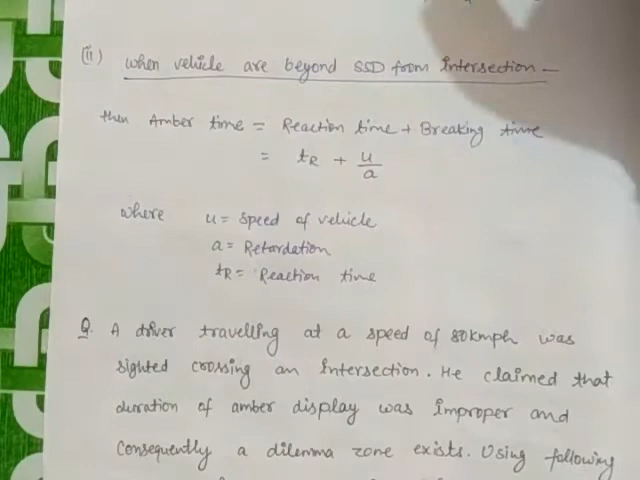 (ii) when vehicle are beyond SSD from Intersection -
then Amber time = Reaction time + Breaking time
= tR + u/a
where u = Speed of vehicle
a = Retardation
tR = Reaction time
Q. A driver travelling at a speed of 80kmph was
sighted crossing an Intersection. He claimed that
duration of amber display was improper and
Consequently a dilemma zone exists. Using following